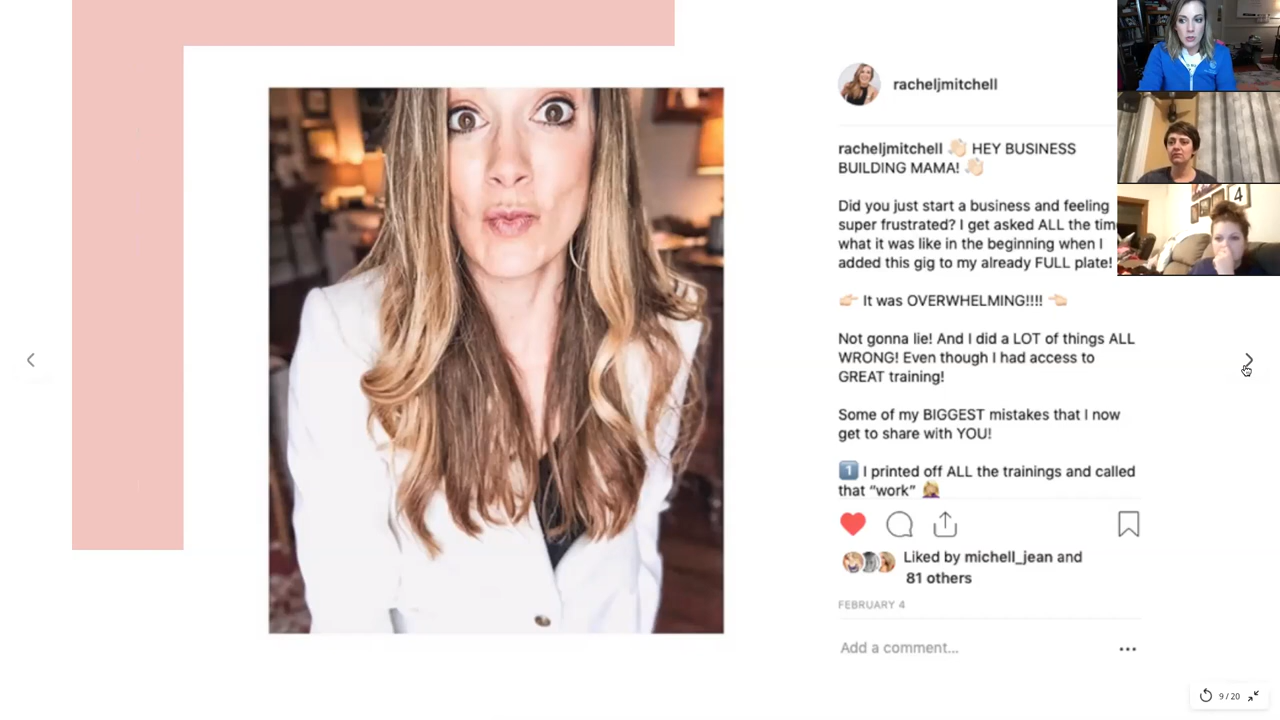 racheljmitchell
racheljmitchell 👋🏻 HEY BUSINESS
BUILDING MAMA! 👋🏻
Did you just start a business and feeling
super frustrated? I get asked ALL the
what it was like in the beginning when I
added this gig to my already FULL plate!
👉🏻 It was OVERWHELMING!!!! 👈🏻
Not gonna lie! And I did a LOT of things ALL
WRONG! Even though I had access to
GREAT training!
Some of my BIGGEST mistakes that I now
get to share with YOU!
1️⃣ I printed off ALL the trainings and called
that “work” 🤦🏼‍♀️
Liked by michell_jean and
81 others
FEBRUARY 4
Add a comment...
4
9 / 20